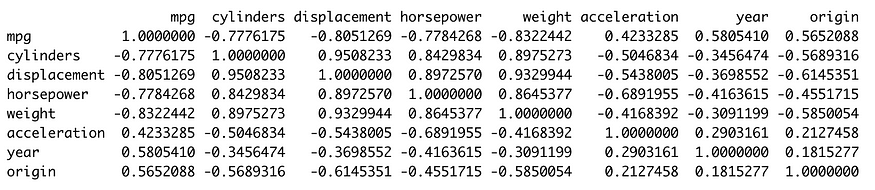 mpg cylinders displacement horsepower weight acceleration year origin
mpg 1.0000000 -0.7776175 -0.8051269 -0.7784268 -0.8322442 0.4233285 0.5805410 0.5652088
cylinders -0.7776175 1.0000000 0.9508233 0.8429834 0.8975273 -0.5046834 -0.3456474 -0.5689316
displacement -0.8051269 0.9508233 1.0000000 0.8972570 0.9329944 -0.5438005 -0.3698552 -0.6145351
horsepower -0.7784268 0.8429834 0.8972570 1.0000000 0.8645377 -0.6891955 -0.4163615 -0.4551715
weight -0.8322442 0.8975273 0.9329944 0.8645377 1.0000000 -0.4168392 -0.3091199 -0.5850054
acceleration 0.4233285 -0.5046834 -0.5438005 -0.6891955 -0.4168392 1.0000000 0.2903161 0.2127458
year 0.5805410 -0.3456474 -0.3698552 -0.4163615 -0.3091199 0.2903161 1.0000000 0.1815277
origin 0.5652088 -0.5689316 -0.6145351 -0.4551715 -0.5850054 0.2127458 0.1815277 1.0000000